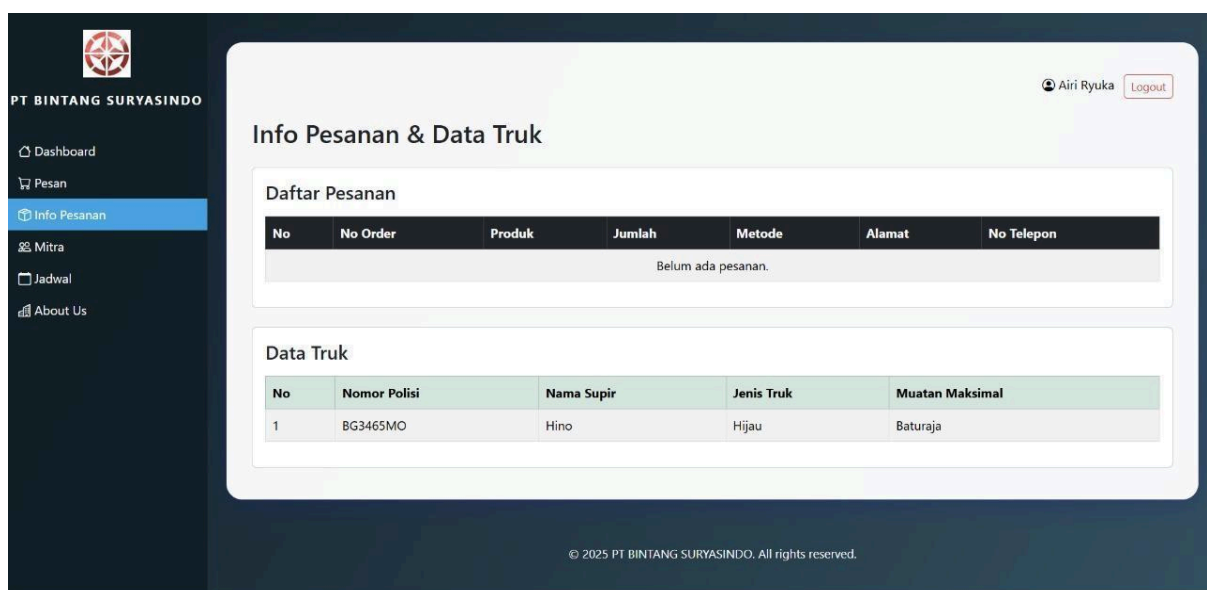 PT BINTANG SURYASINDO
Dashboard
Pesan
Info Pesanan
Mitra
Jadwal
About Us
Airi Ryuka Logout
Info Pesanan & Data Truk
Daftar Pesanan
No No Order Produk Jumlah Metode Alamat No Telepon
Belum ada pesanan.
Data Truk
No Nomor Polisi Nama Supir Jenis Truk Muatan Maksimal
1 BG3465MO Hino Hijau Baturaja
© 2025 PT BINTANG SURYASINDO. All rights reserved.